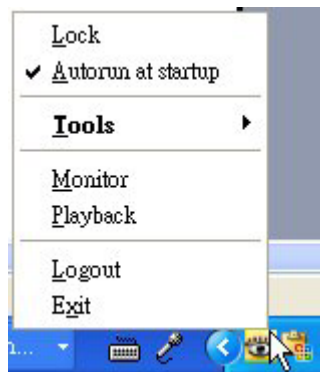 Lock
Autorun at startup
Tools
Monitor
Playback
Logout
Exit
n...